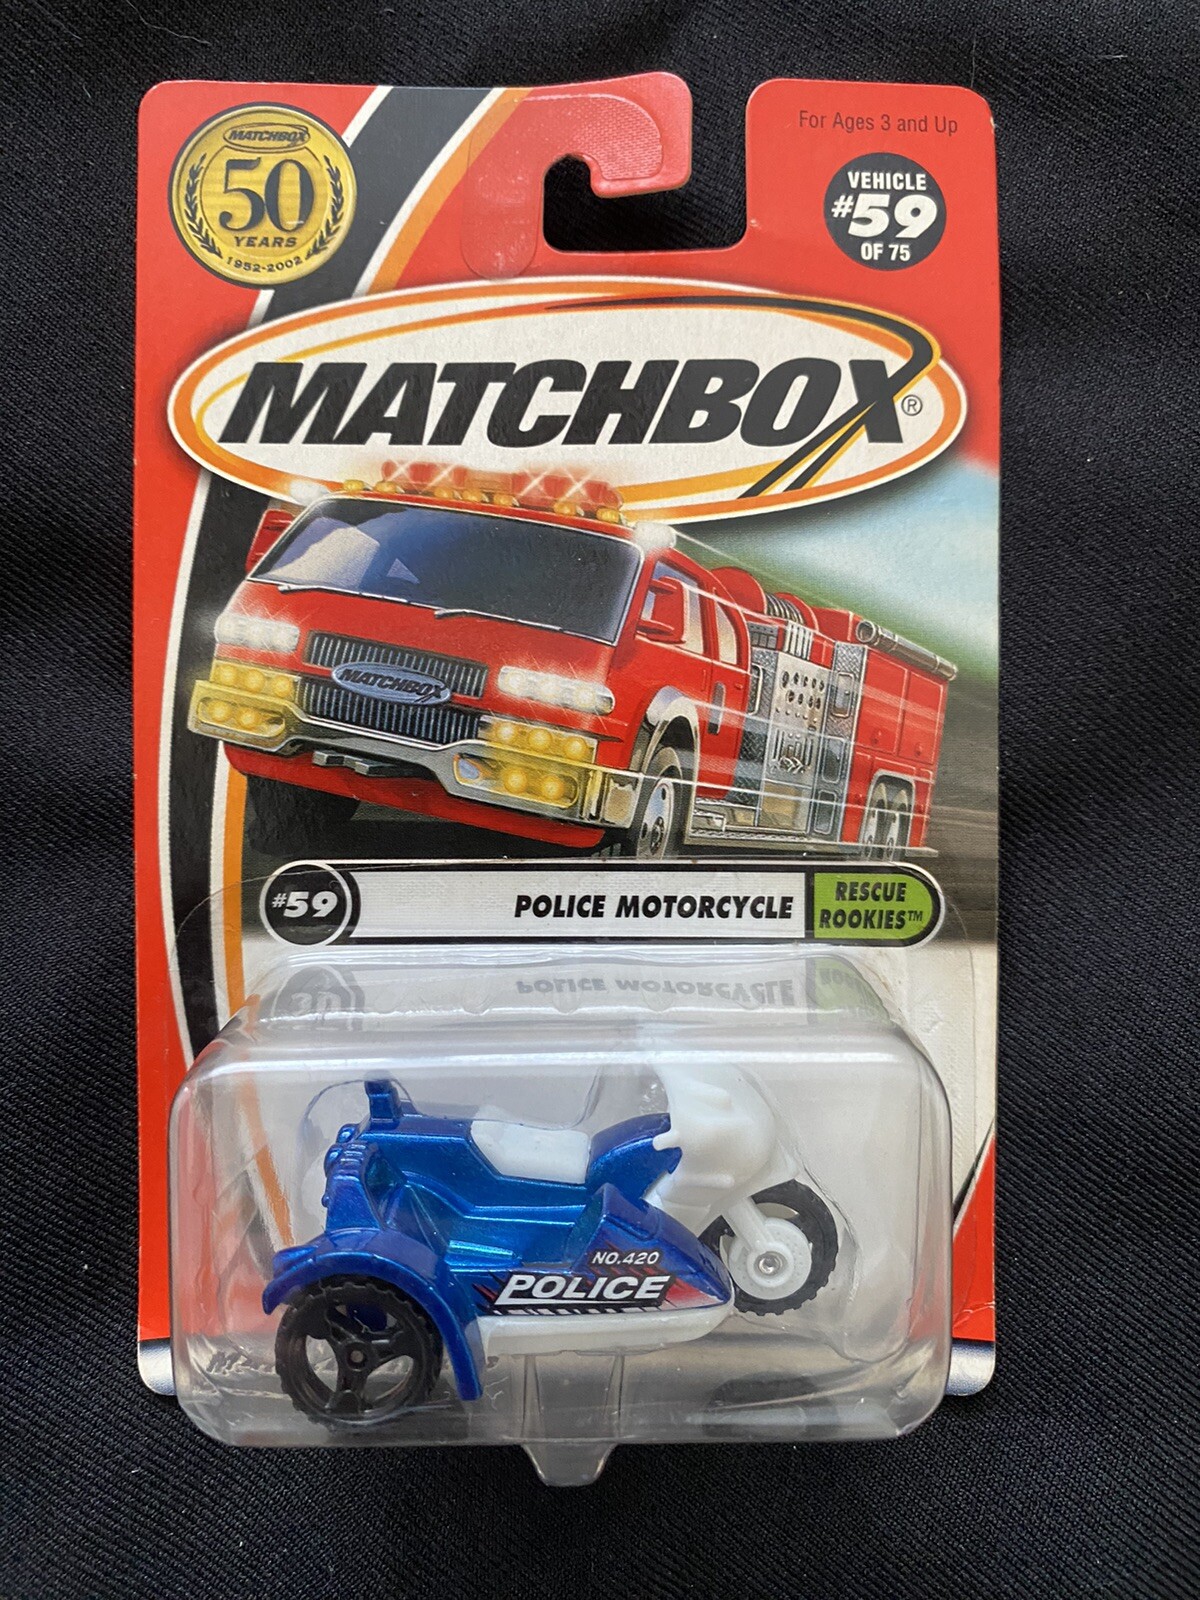 MATCHBOX
50
YEARS
1952-2002
For Ages 3 and Up
VEHICLE
#59
OF 75
MATCHBOX®
MATCHBOX
#59
POLICE MOTORCYCLE
RESCUE
ROOKIES™
NO.420
POLICE